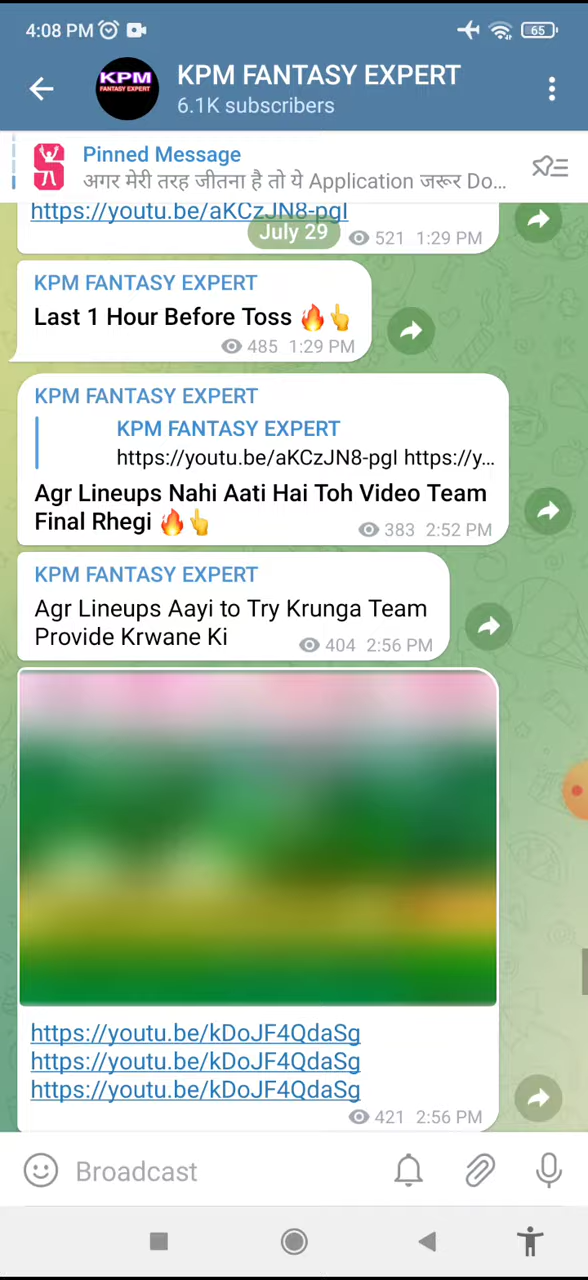 4:08 PM
65
KPM
FANTASY EXPERT
KPM FANTASY EXPERT
6.1K subscribers
Pinned Message
अगर मेरी तरह जीतना है तो ये Application जरूर Do...
https://youtu.be/aKCzJN8-pgI
July 29
521 1:29 PM
KPM FANTASY EXPERT
Last 1 Hour Before Toss 🔥👆
485 1:29 PM
KPM FANTASY EXPERT
KPM FANTASY EXPERT
https://youtu.be/aKCzJN8-pgI https://y...
Agr Lineups Nahi Aati Hai Toh Video Team
Final Rhegi 🔥👆
383 2:52 PM
KPM FANTASY EXPERT
Agr Lineups Aayi to Try Krunga Team
Provide Krwane Ki
404 2:56 PM
https://youtu.be/kDoJF4QdaSg
https://youtu.be/kDoJF4QdaSg
https://youtu.be/kDoJF4QdaSg
421 2:56 PM
Broadcast